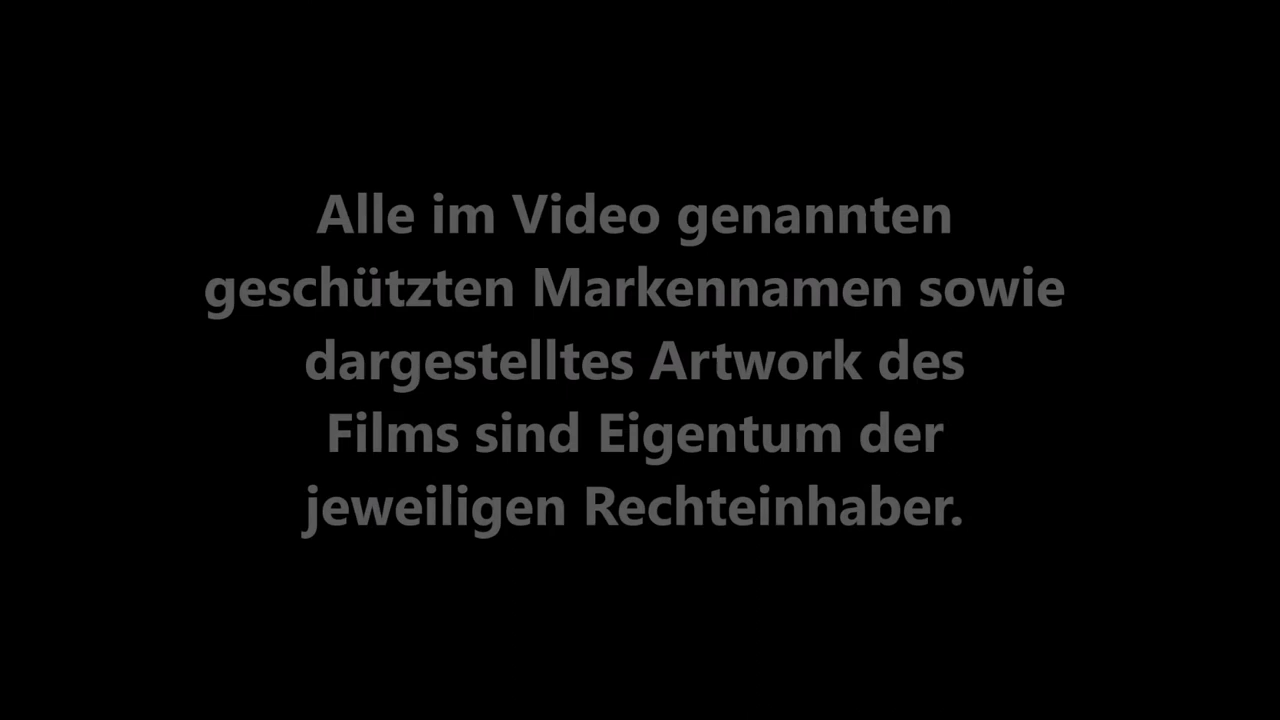 Alle im Video genannten
geschützten Markennamen sowie
dargestelltes Artwork des
Films sind Eigentum der
jeweiligen Rechteinhaber.